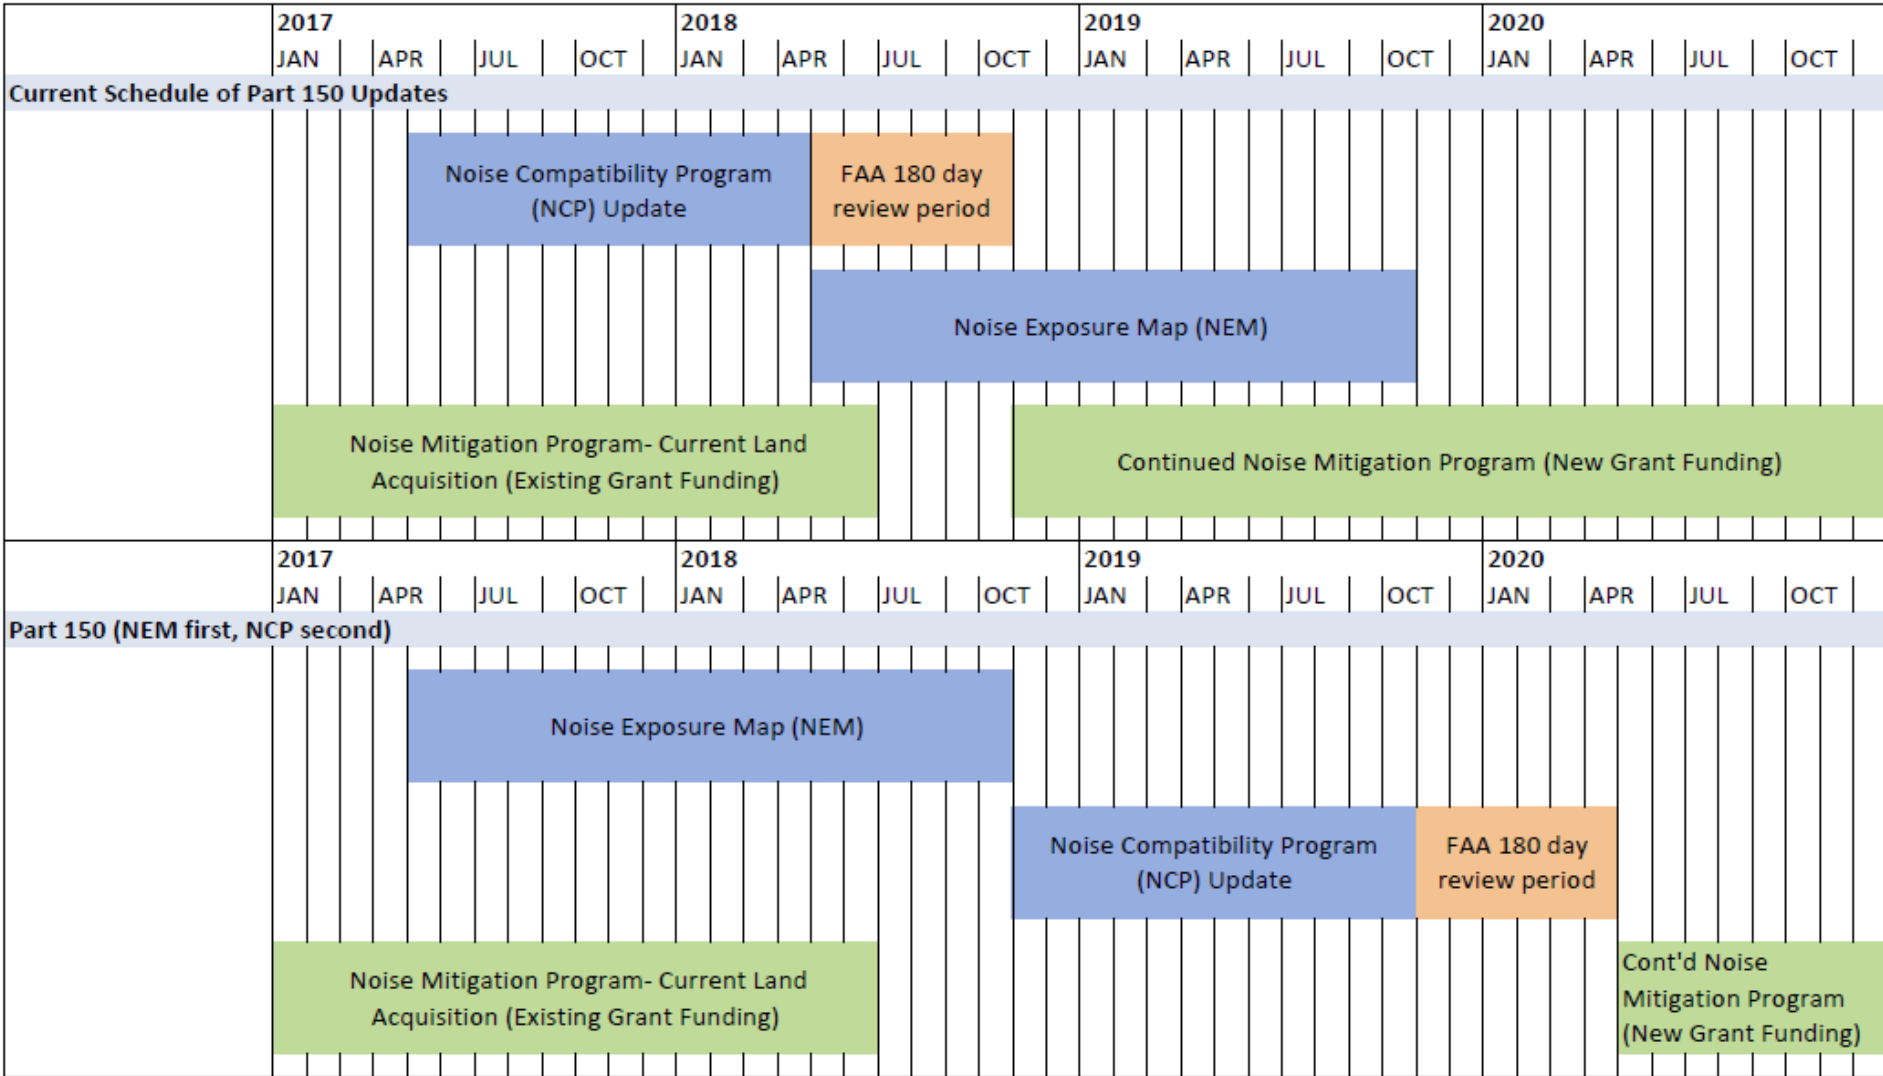 2017 2018 2019 2020
JAN APR JUL OCT JAN APR JUL OCT JAN APR JUL OCT JAN APR JUL OCT
Current Schedule of Part 150 Updates
Noise Compatibility Program
(NCP) Update
FAA 180 day
review period
Noise Exposure Map (NEM)
Noise Mitigation Program- Current Land
Acquisition (Existing Grant Funding)
Continued Noise Mitigation Program (New Grant Funding)
2017 2018 2019 2020
JAN APR JUL OCT JAN APR JUL OCT JAN APR JUL OCT JAN APR JUL OCT
Part 150 (NEM first, NCP second)
Noise Exposure Map (NEM)
Noise Compatibility Program
(NCP) Update
FAA 180 day
review period
Noise Mitigation Program- Current Land
Acquisition (Existing Grant Funding)
Cont'd Noise
Mitigation Program
(New Grant Funding)